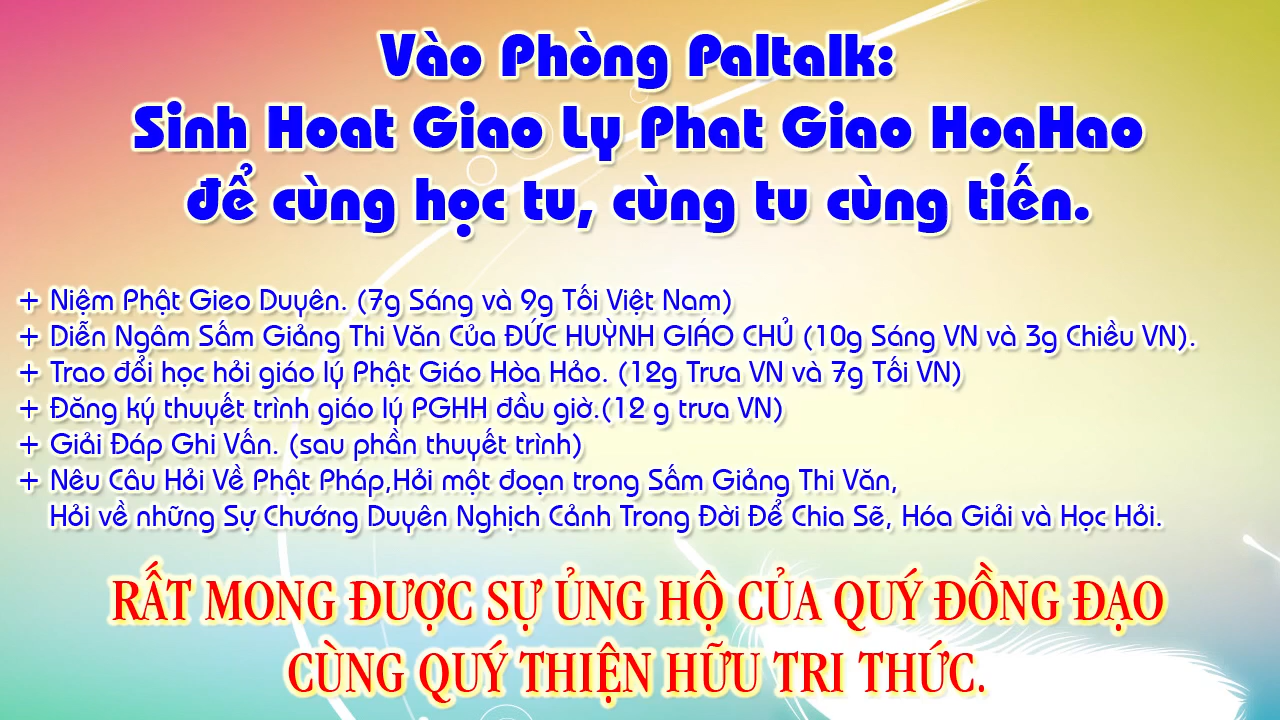 Vào Phòng Paltalk:
Sinh Hoat Giao Ly Phat Giao HoaHao
để cùng học tu, cùng tu cùng tiến.
+ Niệm Phật Gieo Duyên. (7g Sáng và 9g Tối Việt Nam)
+ Diễn Ngâm Sấm Giảng Thi Văn Của ĐỨC HUỲNH GIÁO CHỦ (10g Sáng VN và 3g Chiều VN).
+ Trao đổi học hỏi giáo lý Phật Giáo Hòa Hảo. (12g Trưa VN và 7g Tối VN)
+ Đăng ký thuyết trình giáo lý PGHH đầu giờ.(12 g trưa VN)
+ Giải Đáp Ghi Vấn. (sau phần thuyết trình)
+ Nêu Câu Hỏi Về Phật Pháp,Hỏi một đoạn trong Sấm Giảng Thi Văn,
Hỏi về những Sự Chướng Duyên Nghịch Cảnh Trong Đời Để Chia Sẽ, Hóa Giải và Học Hỏi.
RẤT MONG ĐƯỢC SỰ ỦNG HỘ CỦA QUÝ ĐỒNG ĐẠO
CÙNG QUÝ THIỆN HỮU TRI THỨC.